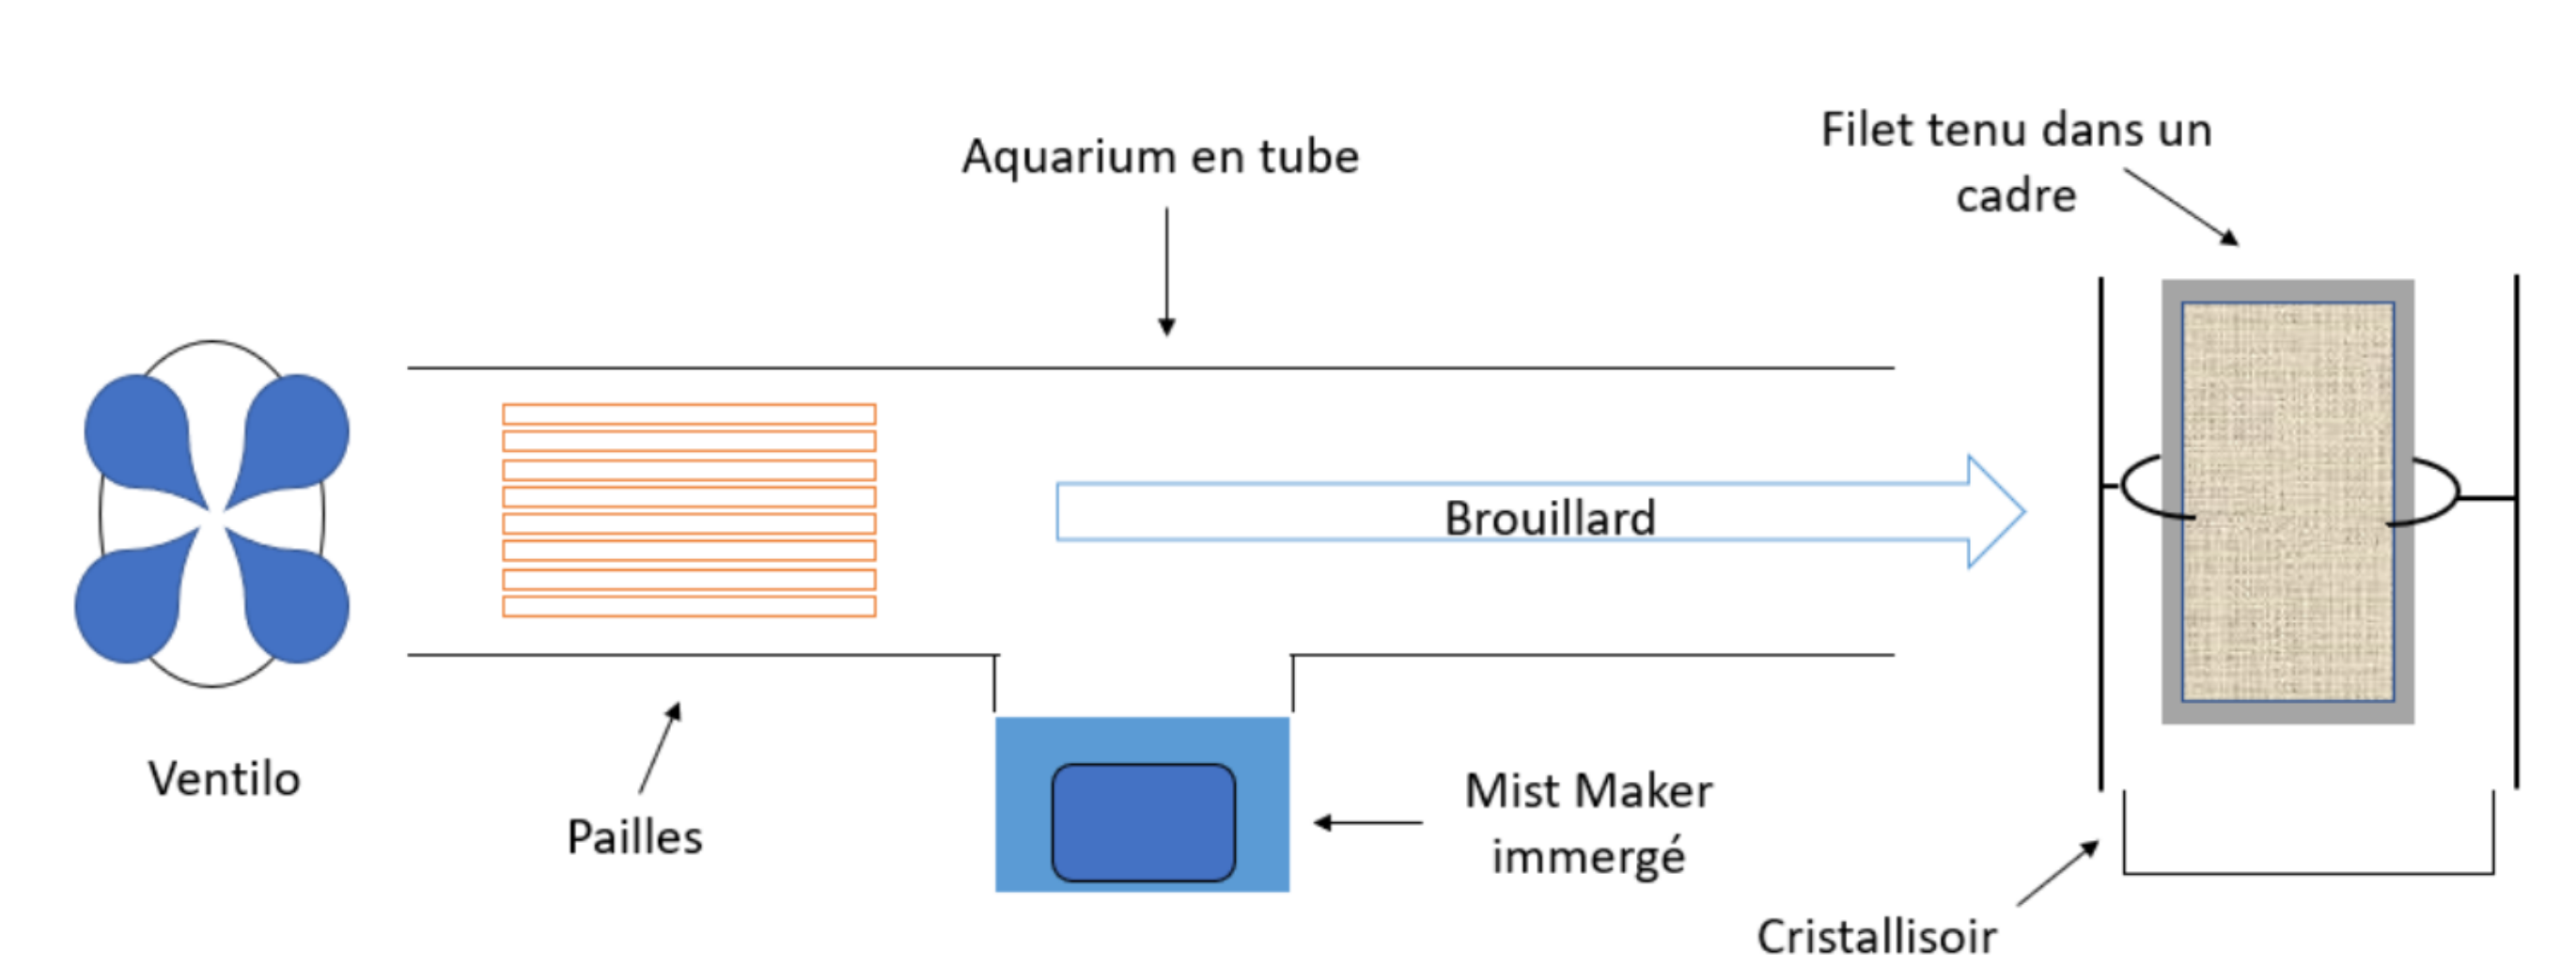 Aquarium en tube
Filet tenu dans un
cadre
Brouillard
Ventilo
Pailles
Mist Maker
immergé
Cristallisoir